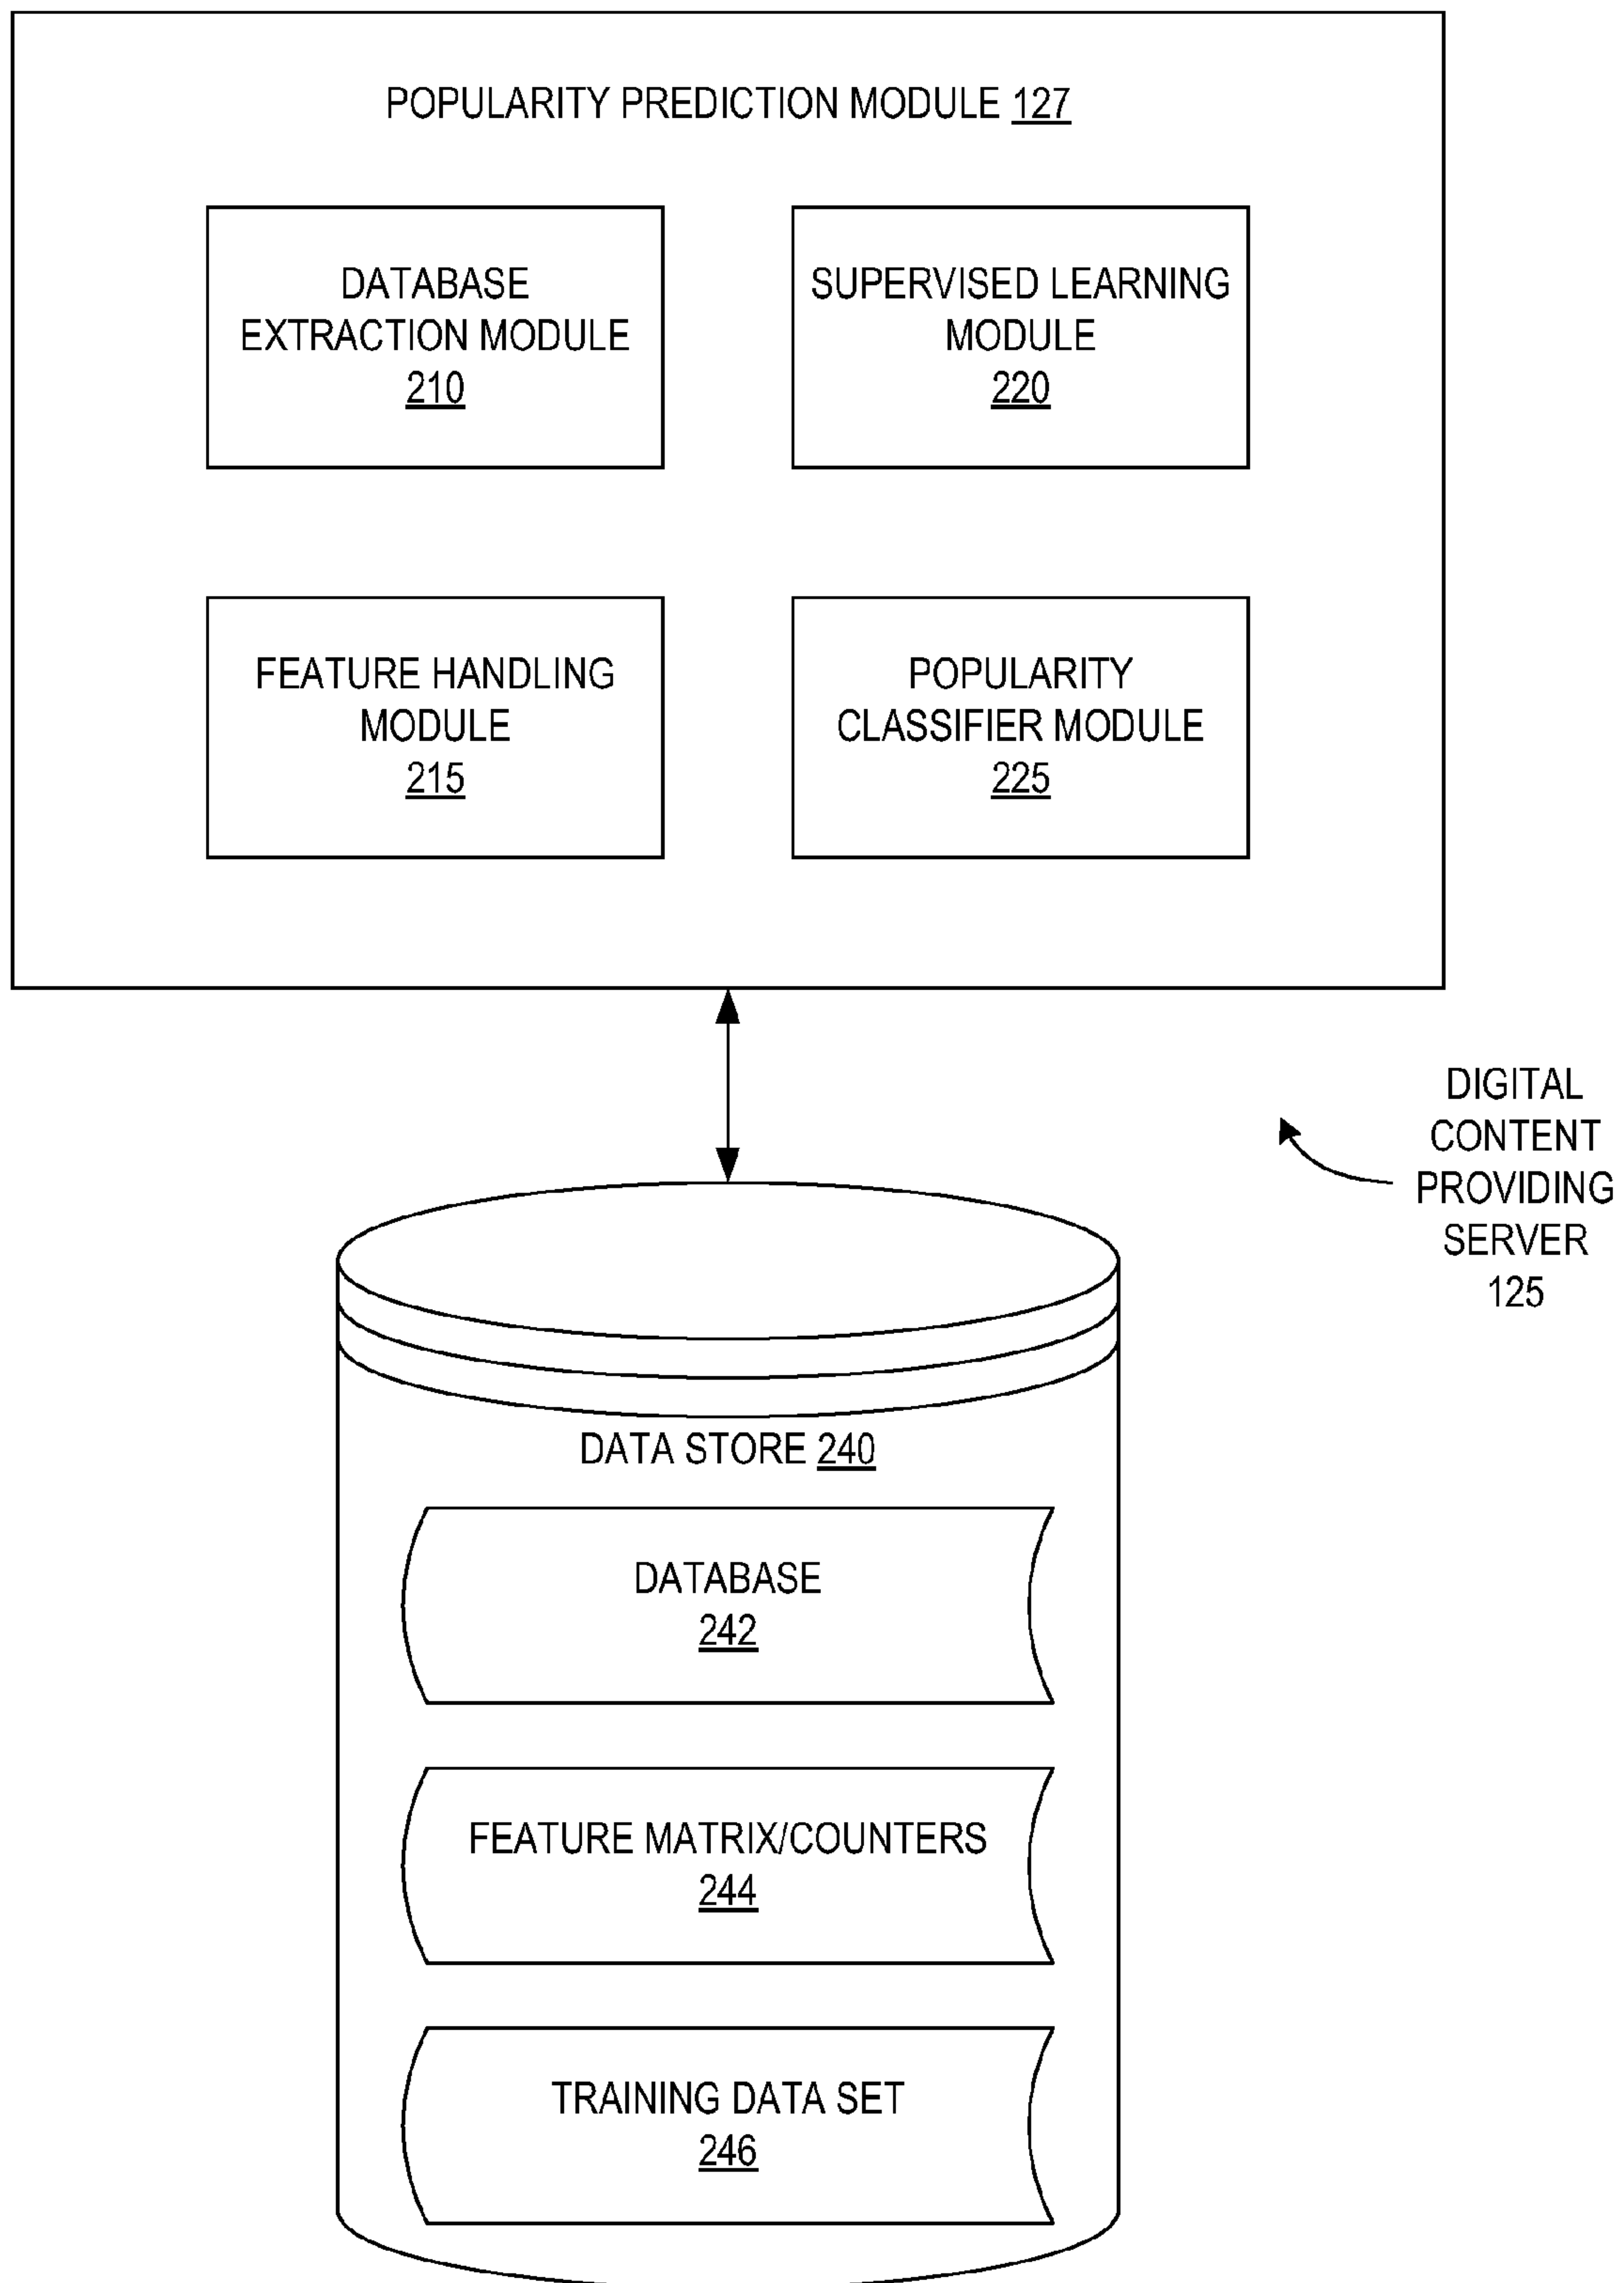 POPULARITY PREDICTION MODULE 127
DATABASE
EXTRACTION MODULE
210
SUPERVISED LEARNING
MODULE
220
FEATURE HANDLING
MODULE
215
POPULARITY
CLASSIFIER MODULE
225
DIGITAL
CONTENT
PROVIDING
SERVER
125
DATA STORE 240
DATABASE
242
FEATURE MATRIX/COUNTERS
244
TRAINING DATA SET
246